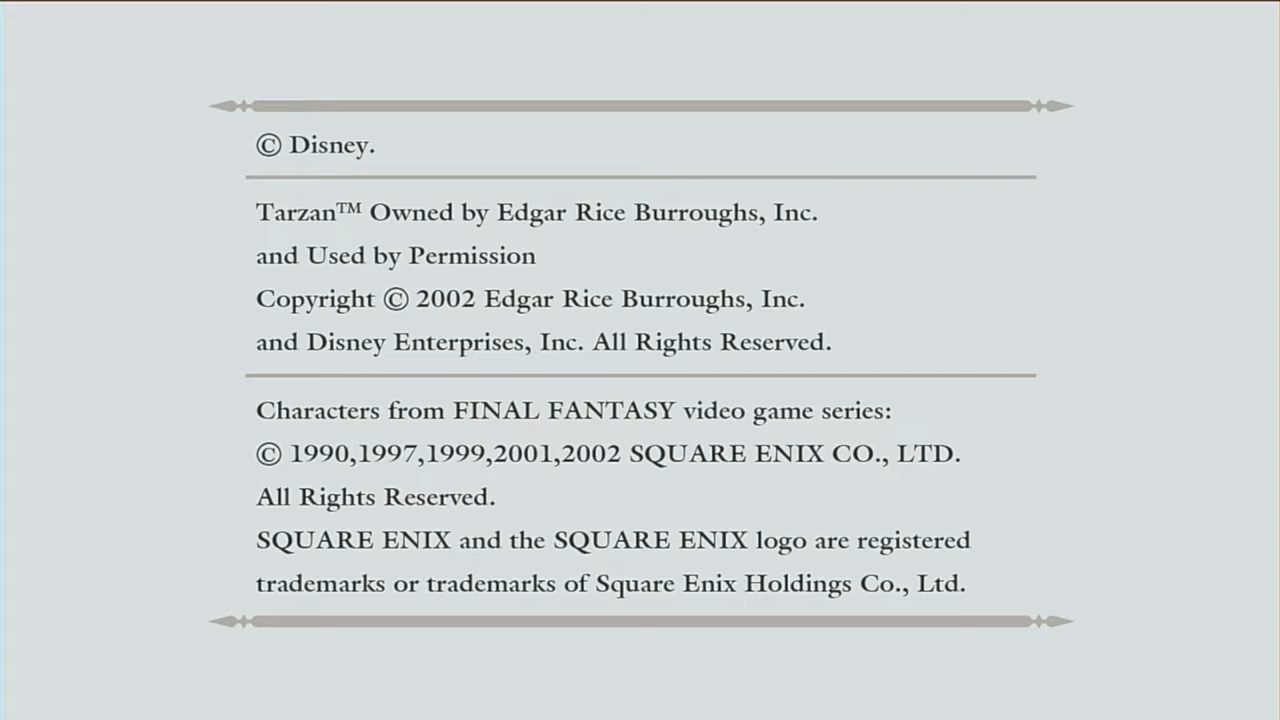 © Disney.
Tarzan™ Owned by Edgar Rice Burroughs, Inc.
and Used by Permission
Copyright © 2002 Edgar Rice Burroughs, Inc.
and Disney Enterprises, Inc. All Rights Reserved.
Characters from FINAL FANTASY video game series:
© 1990,1997,1999,2001,2002 SQUARE ENIX CO., LTD.
All Rights Reserved.
SQUARE ENIX and the SQUARE ENIX logo are registered
trademarks or trademarks of Square Enix Holdings Co., Ltd.